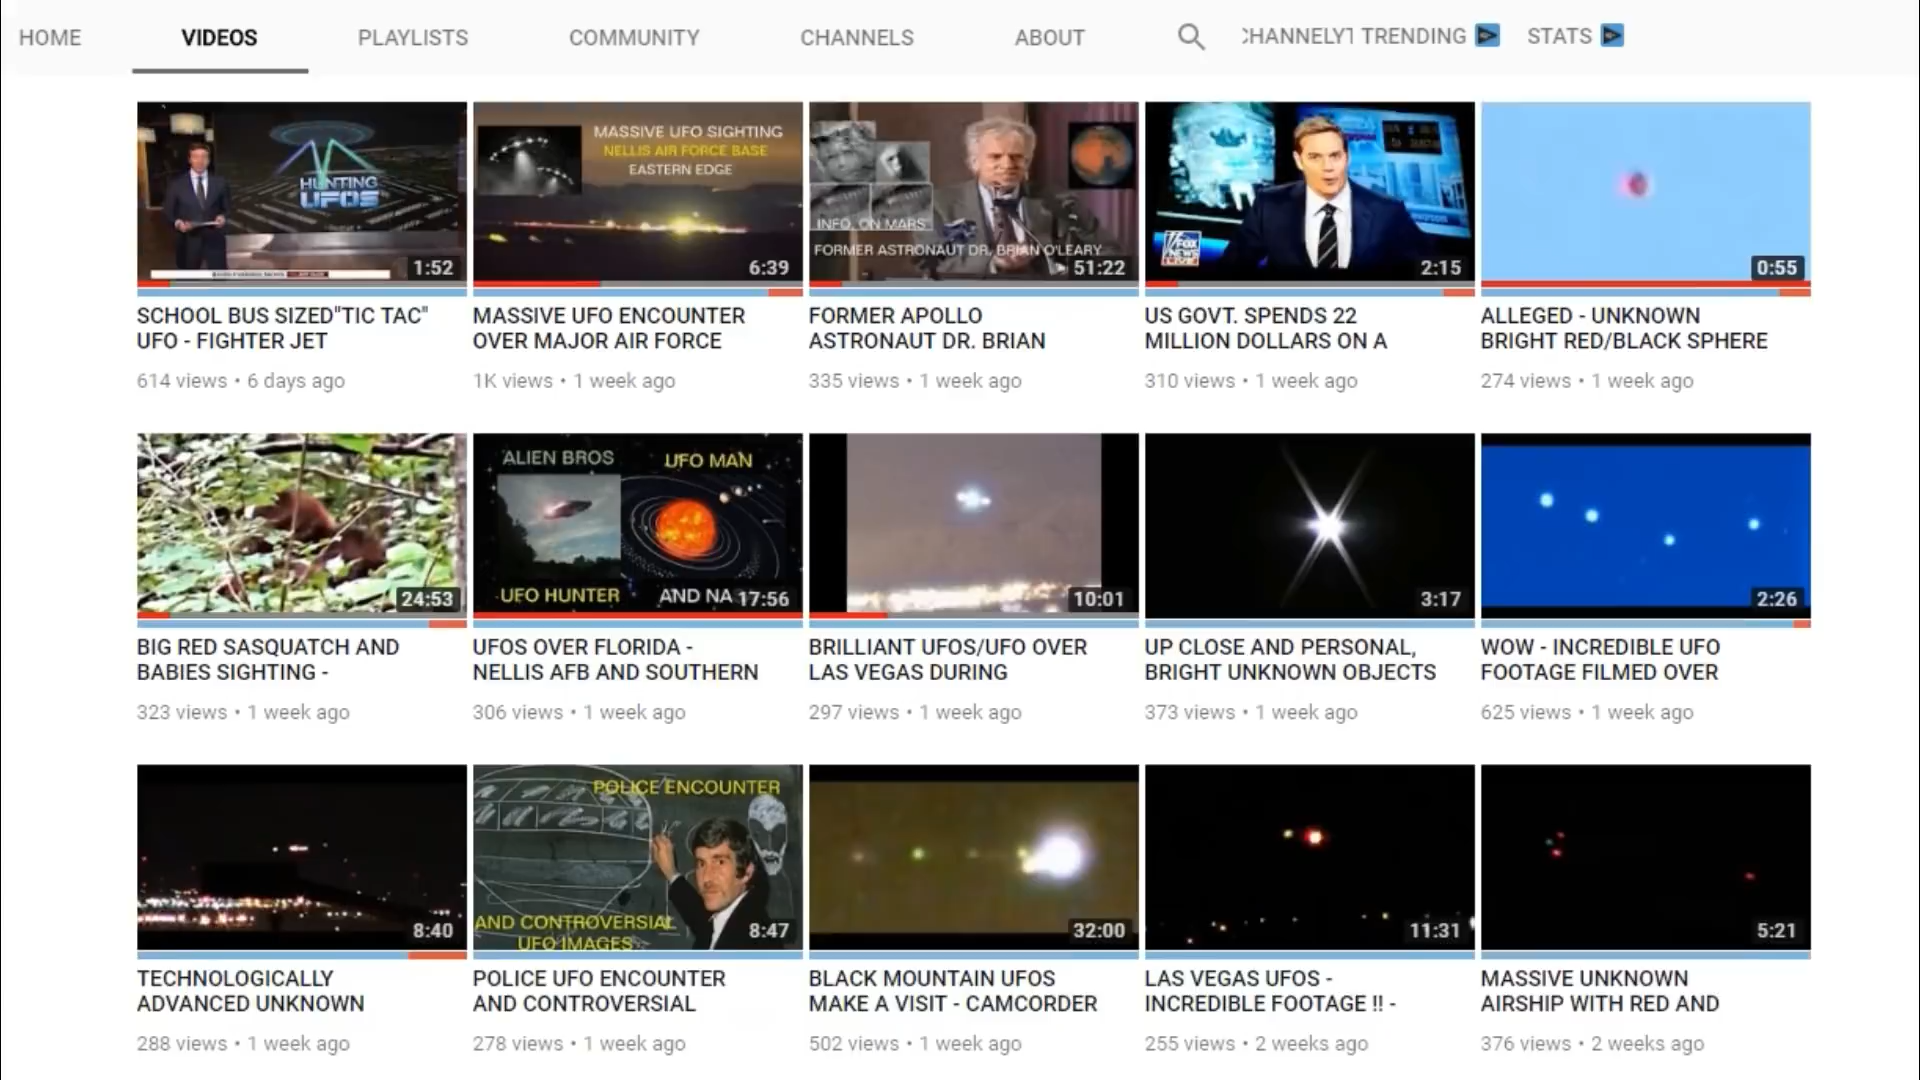 HOME
VIDEOS
PLAYLISTS
COMMUNITY
CHANNELS
ABOUT
CHANNELYT TRENDING
STATS
HUNTING
UFOS
1:52
MASSIVE UFO SIGHTING
NELLIS AIR FORCE BASE
EASTERN EDGE
6:39
INFO. ON MARS
FORMER ASTRONAUT DR. BRIAN O'LEARY
51:22
FOX
NEWS
2:15
0:55
SCHOOL BUS SIZED"TIC TAC"
UFO - FIGHTER JET
614 views • 6 days ago
MASSIVE UFO ENCOUNTER
OVER MAJOR AIR FORCE
1K views • 1 week ago
FORMER APOLLO
ASTRONAUT DR. BRIAN
335 views • 1 week ago
US GOVT. SPENDS 22
MILLION DOLLARS ON A
310 views • 1 week ago
ALLEGED - UNKNOWN
BRIGHT RED/BLACK SPHERE
274 views • 1 week ago
24:53
ALIEN BROS
UFO MAN
UFO HUNTER
AND NA
17:56
10:01
3:17
2:26
BIG RED SASQUATCH AND
BABIES SIGHTING -
323 views • 1 week ago
UFOS OVER FLORIDA -
NELLIS AFB AND SOUTHERN
306 views • 1 week ago
BRILLIANT UFOS/UFO OVER
LAS VEGAS DURING
297 views • 1 week ago
UP CLOSE AND PERSONAL,
BRIGHT UNKNOWN OBJECTS
373 views • 1 week ago
WOW - INCREDIBLE UFO
FOOTAGE FILMED OVER
625 views • 1 week ago
8:40
POLICE ENCOUNTER
AND CONTROVERSIAL
UFO IMAGES
8:47
32:00
11:31
5:21
TECHNOLOGICALLY
ADVANCED UNKNOWN
288 views • 1 week ago
POLICE UFO ENCOUNTER
AND CONTROVERSIAL
278 views • 1 week ago
BLACK MOUNTAIN UFOS
MAKE A VISIT - CAMCORDER
502 views • 1 week ago
LAS VEGAS UFOS -
INCREDIBLE FOOTAGE !! -
255 views • 2 weeks ago
MASSIVE UNKNOWN
AIRSHIP WITH RED AND
376 views • 2 weeks ago